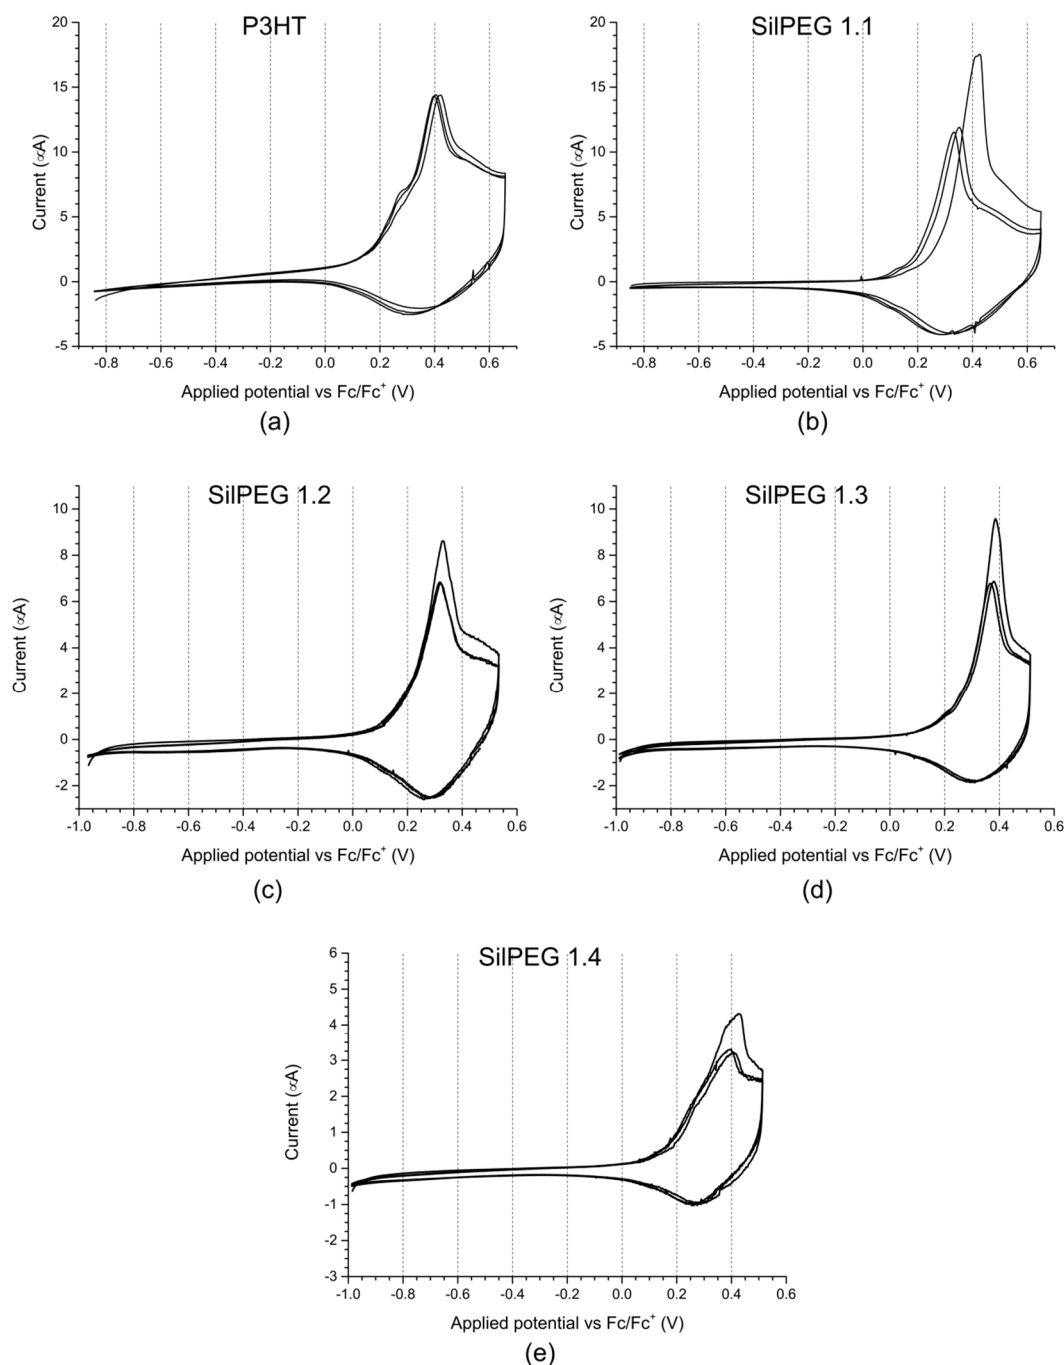 P3HT
20
15
10
5
0
-5
Current (∝A)
-0.8 -0.6 -0.4 -0.2 0.0 0.2 0.4 0.6
Applied potential vs Fc/Fc⁺ (V)
(a)
SilPEG 1.1
20
15
10
5
0
-5
Current (∝A)
-0.8 -0.6 -0.4 -0.2 0.0 0.2 0.4 0.6
Applied potential vs Fc/Fc⁺ (V)
(b)
SilPEG 1.2
10
8
6
4
2
0
-2
Current (∝A)
-1.0 -0.8 -0.6 -0.4 -0.2 0.0 0.2 0.4 0.6
Applied potential vs Fc/Fc⁺ (V)
(c)
SilPEG 1.3
10
8
6
4
2
0
-2
Current (∝A)
-1.0 -0.8 -0.6 -0.4 -0.2 0.0 0.2 0.4 0.6
Applied potential vs Fc/Fc⁺ (V)
(d)
SilPEG 1.4
6
5
4
3
2
1
0
-1
-2
-3
Current (∝A)
-1.0 -0.8 -0.6 -0.4 -0.2 0.0 0.2 0.4 0.6
Applied potential vs Fc/Fc⁺ (V)
(e)